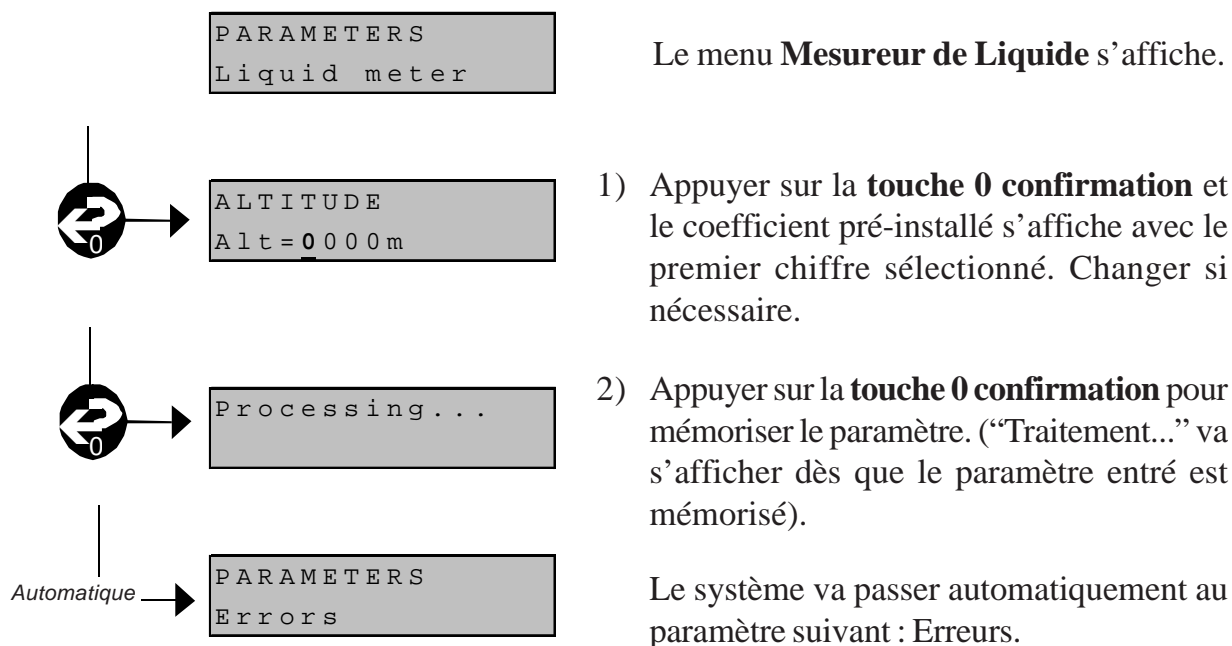 PARAMETERS
Liquid meter
Le menu Mesureur de Liquide s’affiche.
0
ALTITUDE
Alt=0000m
1) Appuyer sur la touche 0 confirmation et
le coefficient pré-installé s’affiche avec le
premier chiffre sélectionné. Changer si
nécessaire.
0
Processing...
2) Appuyer sur la touche 0 confirmation pour
mémoriser le paramètre. (“Traitement...” va
s’afficher dès que le paramètre entré est
mémorisé).
Automatique
PARAMETERS
Errors
Le système va passer automatiquement au
paramètre suivant : Erreurs.